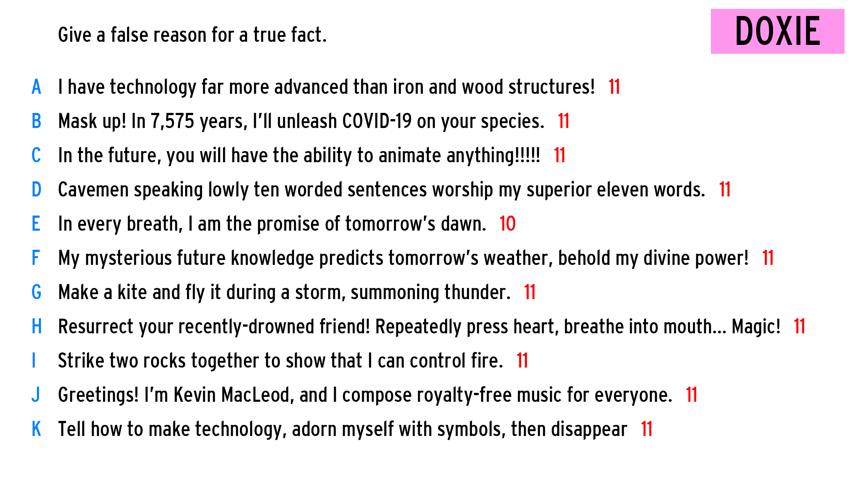 Give a false reason for a true fact.
DOXIE
A I have technology far more advanced than iron and wood structures! 11
B Mask up! In 7,575 years, I'll unleash COVID-19 on your species. 11
C In the future, you will have the ability to animate anything!!!!! 11
D Cavemen speaking lowly ten worded sentences worship my superior eleven words. 11
E In every breath, I am the promise of tomorrow's dawn. 10
F My mysterious future knowledge predicts tomorrow's weather, behold my divine power! 11
G Make a kite and fly it during a storm, summoning thunder. 11
H Resurrect your recently-drowned friend! Repeatedly press heart, breathe into mouth... Magic! 11
I Strike two rocks together to show that I can control fire. 11
J Greetings! I'm Kevin MacLeod, and I compose royalty-free music for everyone. 11
K Tell how to make technology, adorn myself with symbols, then disappear 11